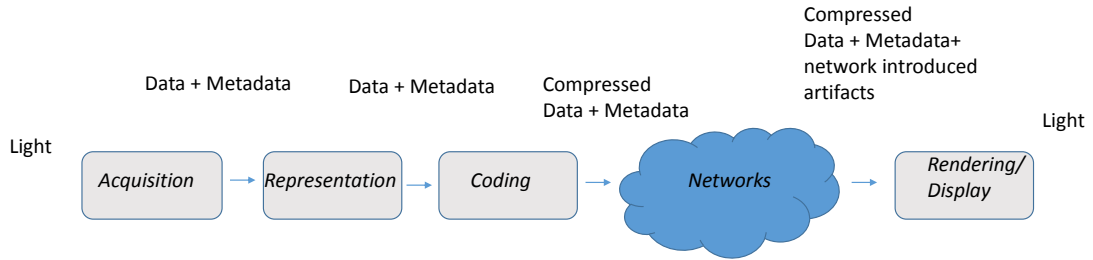 Compressed
Data + Metadata+
network introduced
artifacts
Data + Metadata
Data + Metadata
Compressed
Data + Metadata
Light
Light
Acquisition
Representation
Coding
Networks
Rendering/
Display